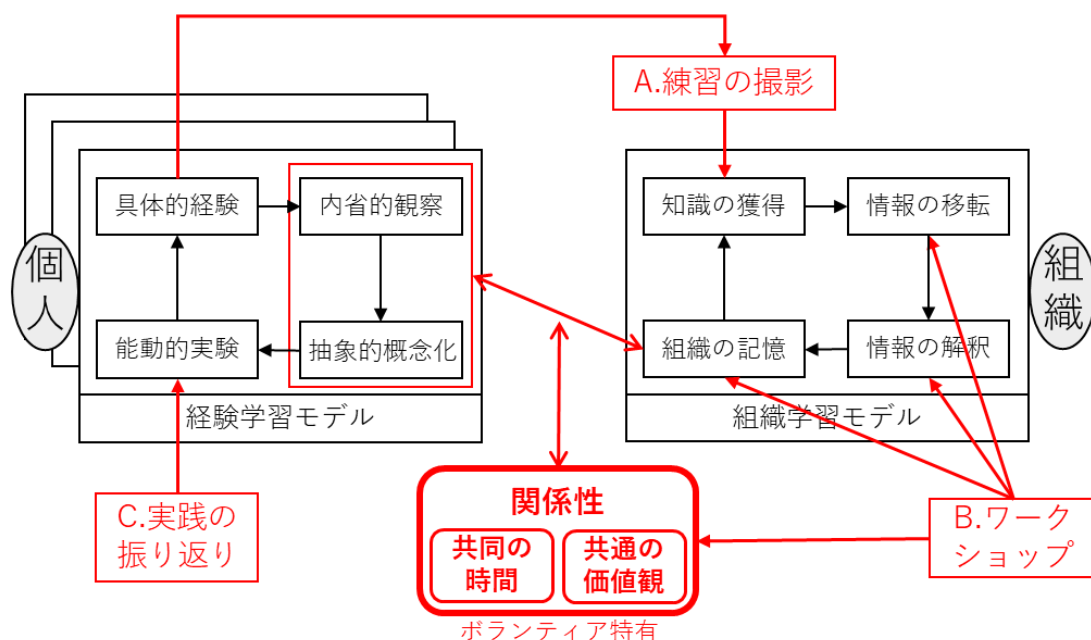 A.練習の撮影
具体的経験
内省的観察
知識の獲得
情報の移転
個
人
組
織
能動的実験
抽象的概念化
組織の記憶
情報の解釈
経験学習モデル
組織学習モデル
C.実践の
振り返り
関係性
共同の
時間
共通の
価値観
B.ワーク
ショップ
ボランティア特有